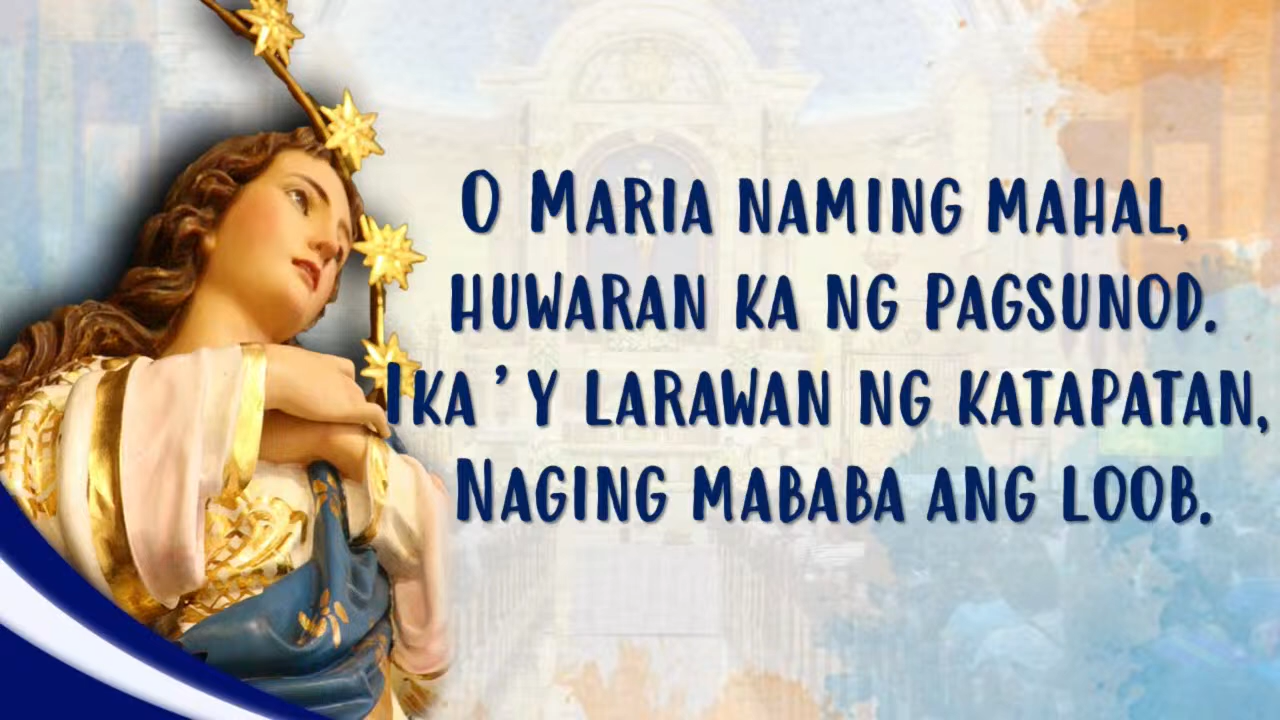 O Maria naming mahal,
huwaran ka ng pagsunod.
Ika'y larawan ng katapatan,
Naging mababa ang loob.